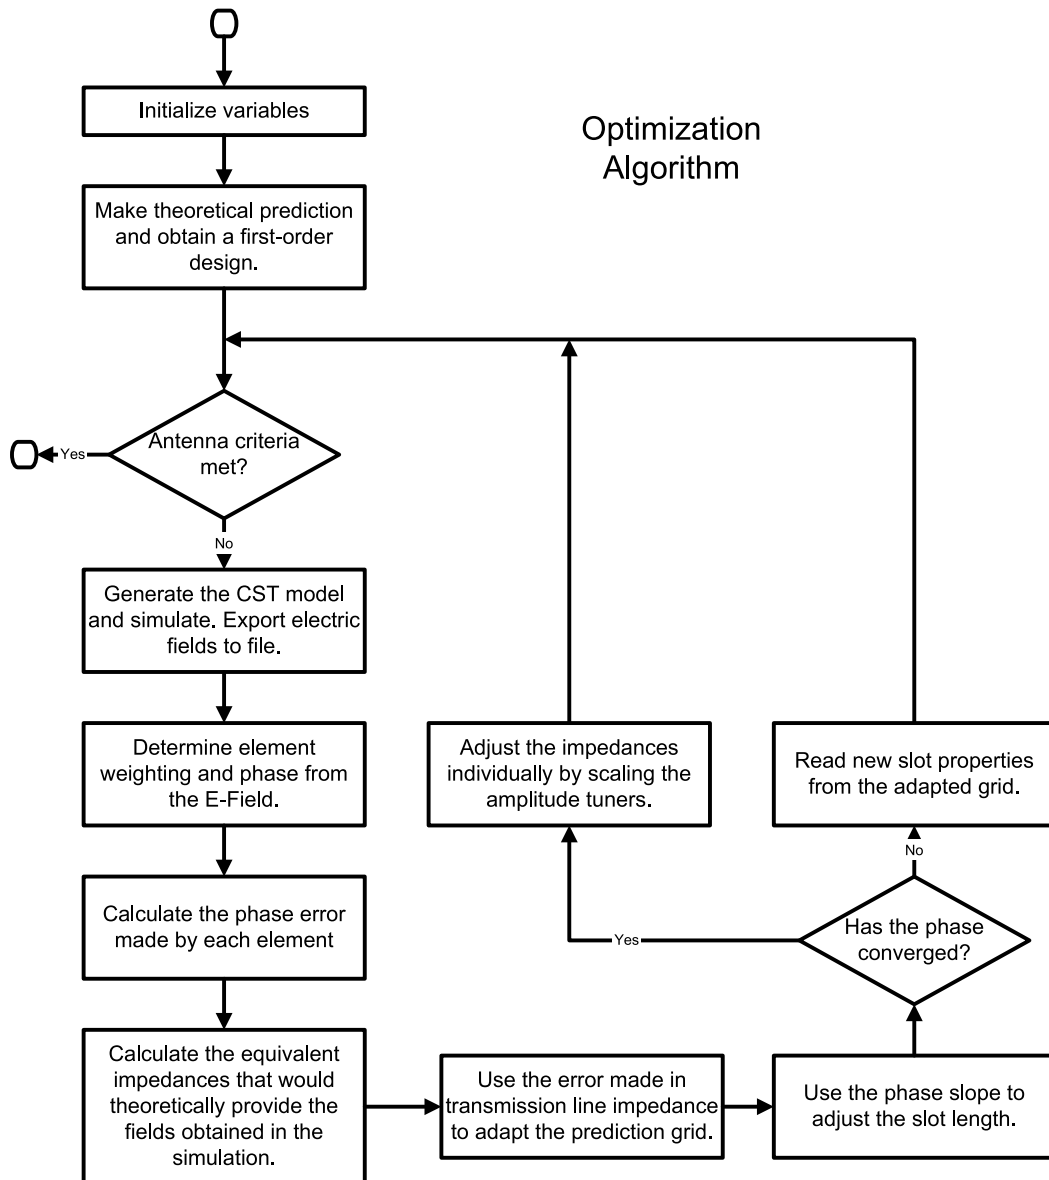 Initialize variables
Optimization
Algorithm
Make theoretical prediction
and obtain a first-order
design.
Antenna criteria
met?
Yes
No
Generate the CST model
and simulate. Export electric
fields to file.
Determine element
weighting and phase from
the E-Field.
Calculate the phase error
made by each element
Calculate the equivalent
impedances that would
theoretically provide the
fields obtained in the
simulation.
Use the error made in
transmission line impedance
to adapt the prediction grid.
Use the phase slope to
adjust the slot length.
Has the phase
converged?
Yes
No
Adjust the impedances
individually by scaling the
amplitude tuners.
Read new slot properties
from the adapted grid.